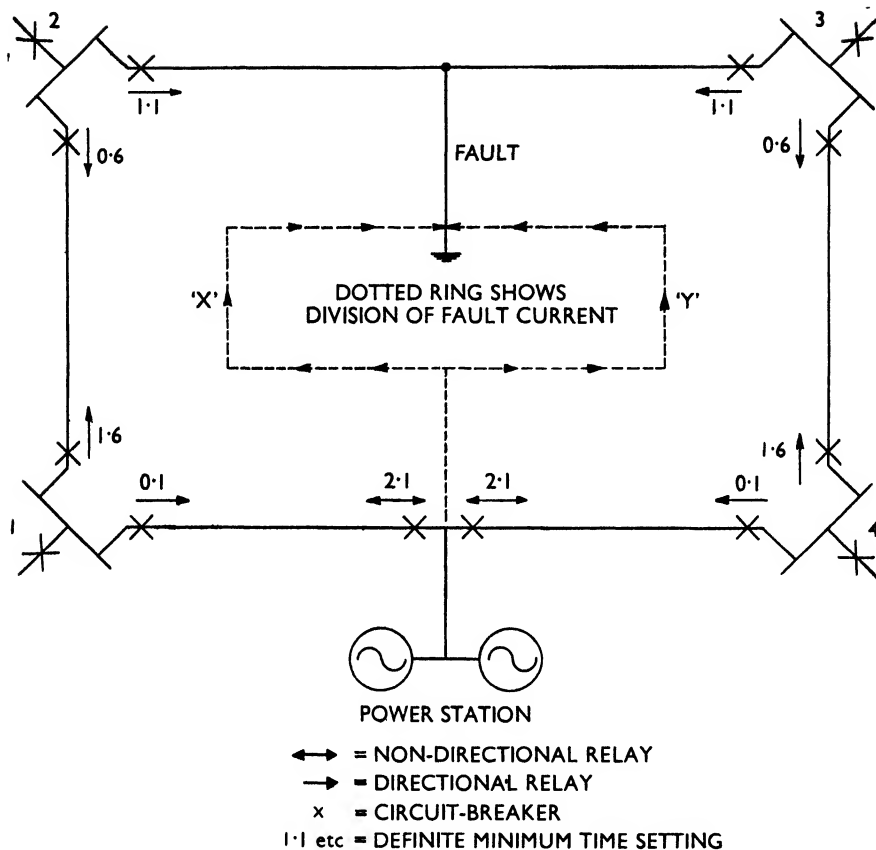 2
3
1·1
1·1
0·6
0·6
FAULT
'X'
DOTTED RING SHOWS
DIVISION OF FAULT CURRENT
'Y'
1·6
1·6
0·1
2·1
2·1
0·1
1
4
POWER STATION
= NON-DIRECTIONAL RELAY
= DIRECTIONAL RELAY
x = CIRCUIT-BREAKER
1·1 etc = DEFINITE MINIMUM TIME SETTING